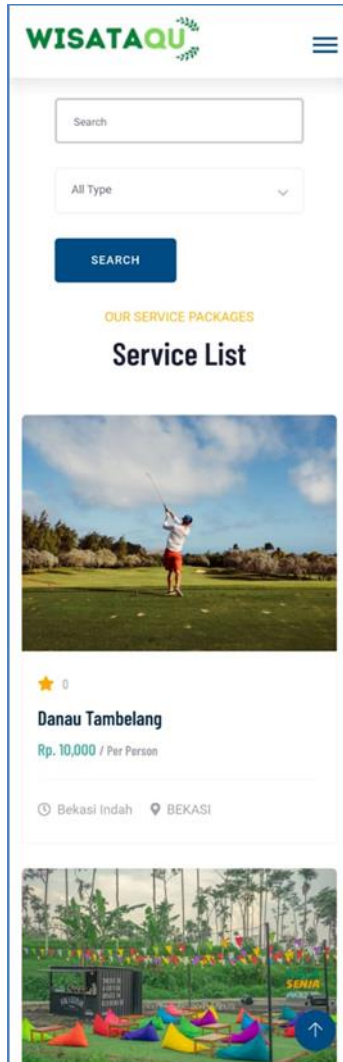 WISATAQU
Search
All Type
SEARCH
OUR SERVICE PACKAGES
Service List
0
Danau Tambelang
Rp. 10,000 / Per Person
Bekasi Indah BEKASI
SENJA